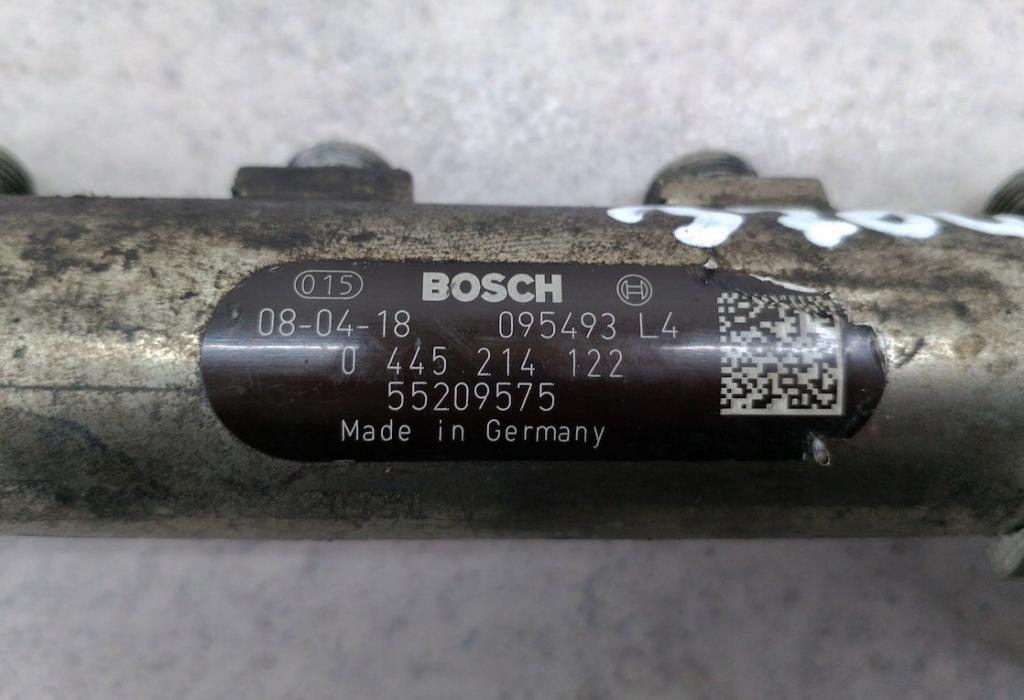 015 BOSCH
08-04-18 095493 L4
0 445 214 122
55209575
Made in Germany